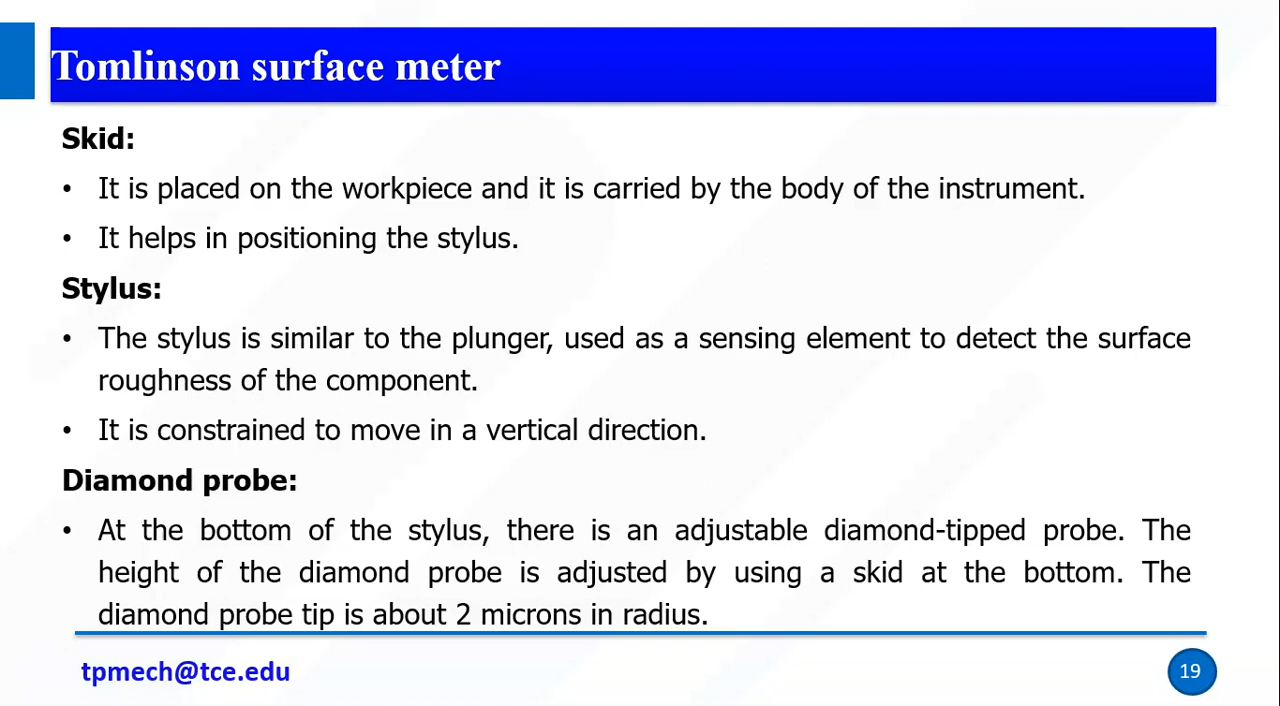 Tomlinson surface meter
Skid:
• It is placed on the workpiece and it is carried by the body of the instrument.
• It helps in positioning the stylus.
Stylus:
• The stylus is similar to the plunger, used as a sensing element to detect the surface
roughness of the component.
• It is constrained to move in a vertical direction.
Diamond probe:
• At the bottom of the stylus, there is an adjustable diamond-tipped probe. The
height of the diamond probe is adjusted by using a skid at the bottom. The
diamond probe tip is about 2 microns in radius.
tpmech@tce.edu
19